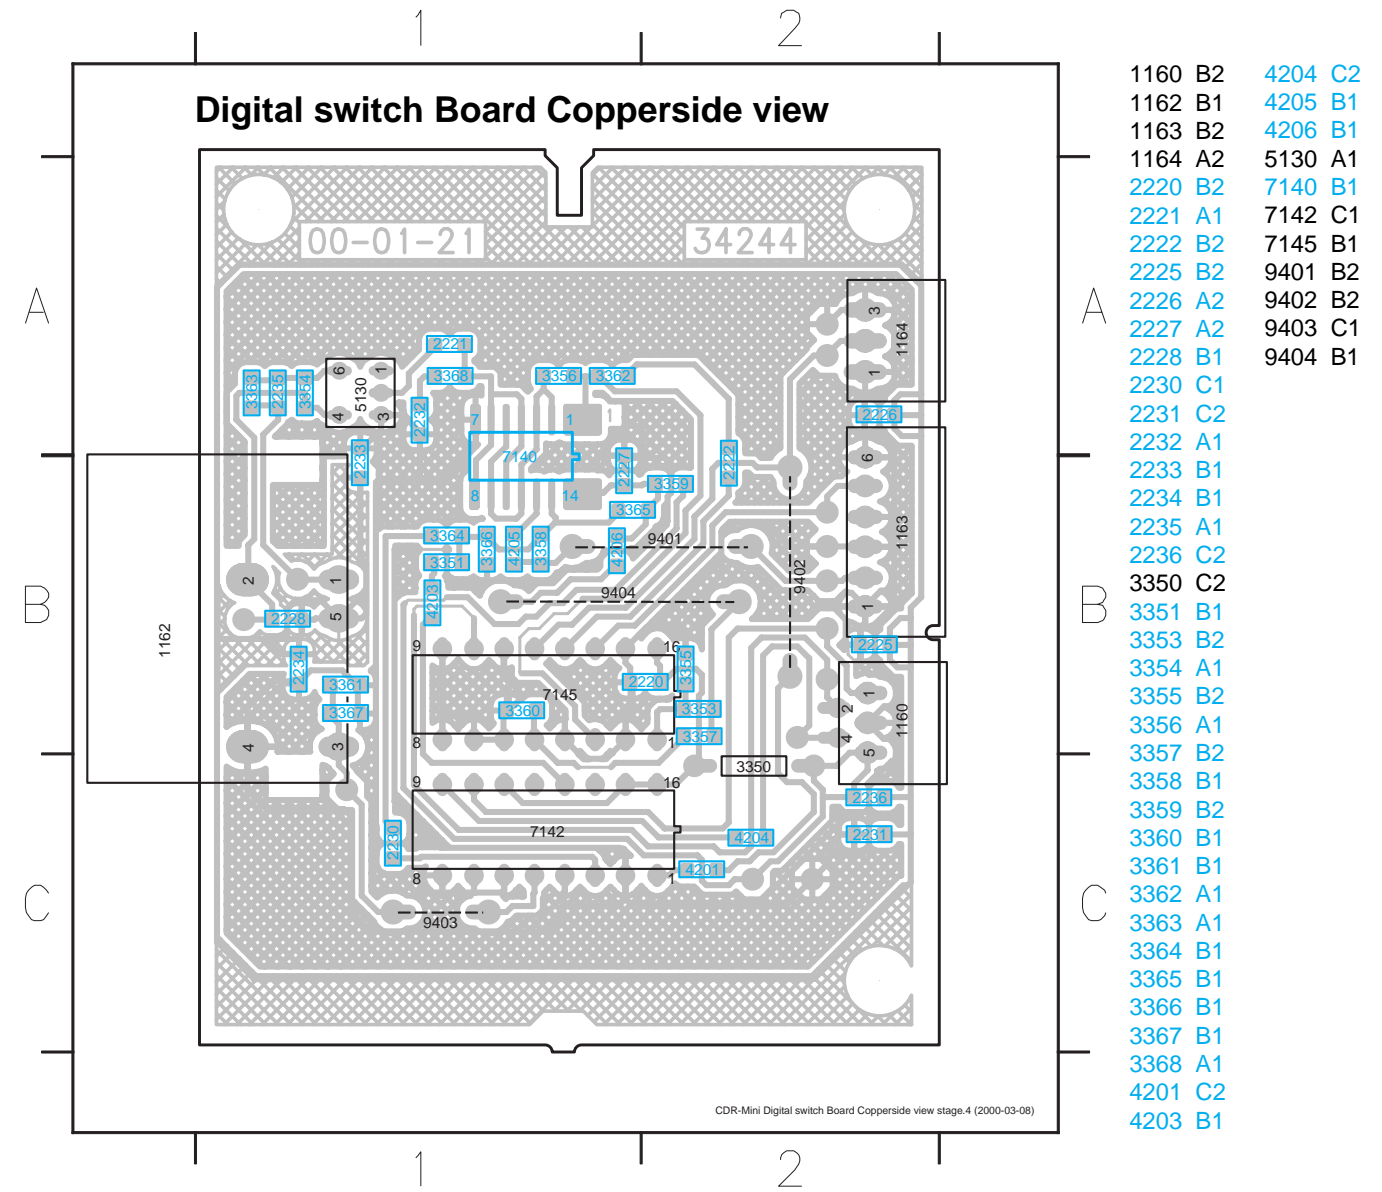 1
2
Digital switch Board Copperside view
00-01-21
34244
A
A
3
1164
1
2221
3368
3356
3362
3363
2235
3354
6
1
5130
4
3
2232
7
1
1
2226
2233
7140
2227
2222
3359
6
8
14
3365
1163
3364
3366
4205
3358
4206
9401
3351
9402
2
1
4203
9404
B
B
1
1162
2228
5
9
16
2225
2234
3355
3361
7145
2220
1
3367
3360
3353
2
1160
4
3
8
1
3357
4
5
9
16
3350
2236
2230
7142
4204
2231
8
1
4201
C
C
9403
CDR-Mini Digital switch Board Copperside view stage.4 (2000-03-08)
1
2
1160 B2
1162 B1
1163 B2
1164 A2
2220 B2
2221 A1
2222 B2
2225 B2
2226 A2
2227 A2
2228 B1
2230 C1
2231 C2
2232 A1
2233 B1
2234 B1
2235 A1
2236 C2
3350 C2
3351 B1
3353 B2
3354 A1
3355 B2
3356 A1
3357 B2
3358 B1
3359 B2
3360 B1
3361 B1
3362 A1
3363 A1
3364 B1
3365 B1
3366 B1
3367 B1
3368 A1
4201 C2
4203 B1
4204 C2
4205 B1
4206 B1
5130 A1
7140 B1
7142 C1
7145 B1
9401 B2
9402 B2
9403 C1
9404 B1